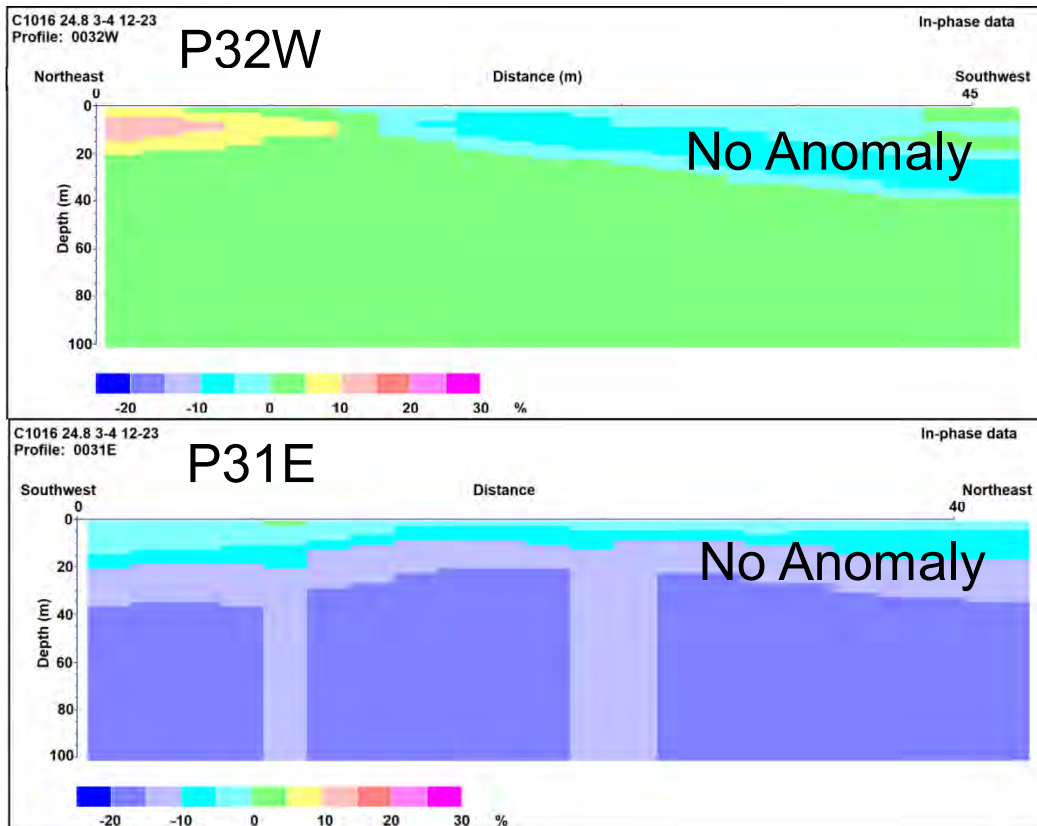 C1016 24.8 3-4 12-23
In-phase data
Profile: 0032W
P32W
Northeast
Distance (m)
Southwest
0
45
No Anomaly
Depth (m)
0
20
40
60
80
100
-20 -10 0 10 20 30 %
C1016 24.8 3-4 12-23
In-phase data
Profile: 0031E
P31E
Southwest
Distance
Northeast
0
40
No Anomaly
Depth (m)
0
20
40
60
80
100
-20 -10 0 10 20 30 %